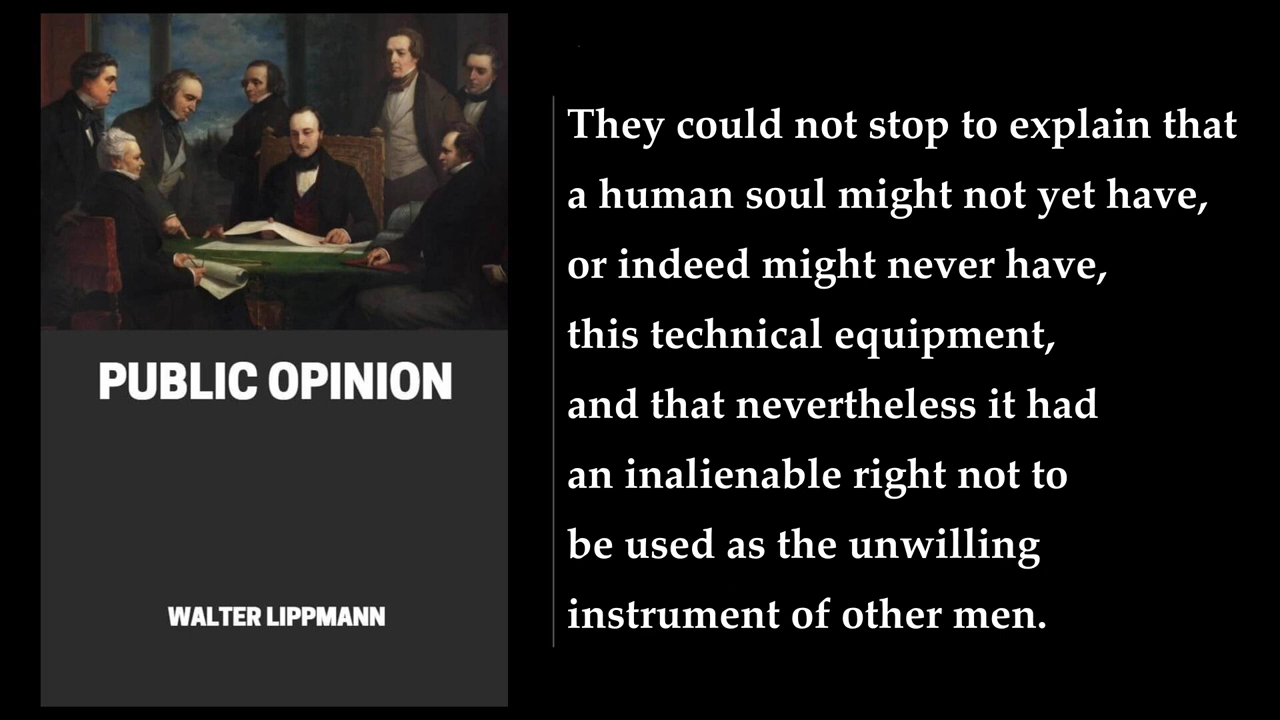 PUBLIC OPINION
WALTER LIPPMANN
They could not stop to explain that
a human soul might not yet have,
or indeed might never have,
this technical equipment,
and that nevertheless it had
an inalienable right not to
be used as the unwilling
instrument of other men.